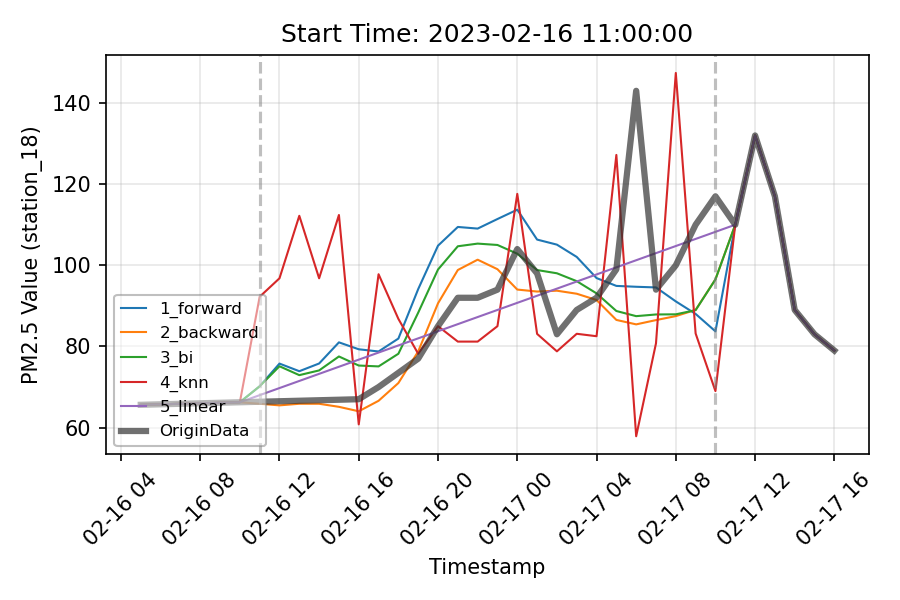 Start Time: 2023-02-16 11:00:00
PM2.5 Value (station_18)
140
120
100
80
60
1_forward
2_backward
3_bi
4_knn
5_linear
OriginData
02-16 04
02-16 08
02-16 12
02-16 16
02-16 20
02-17 00
02-17 04
02-17 08
02-17 12
02-17 16
Timestamp